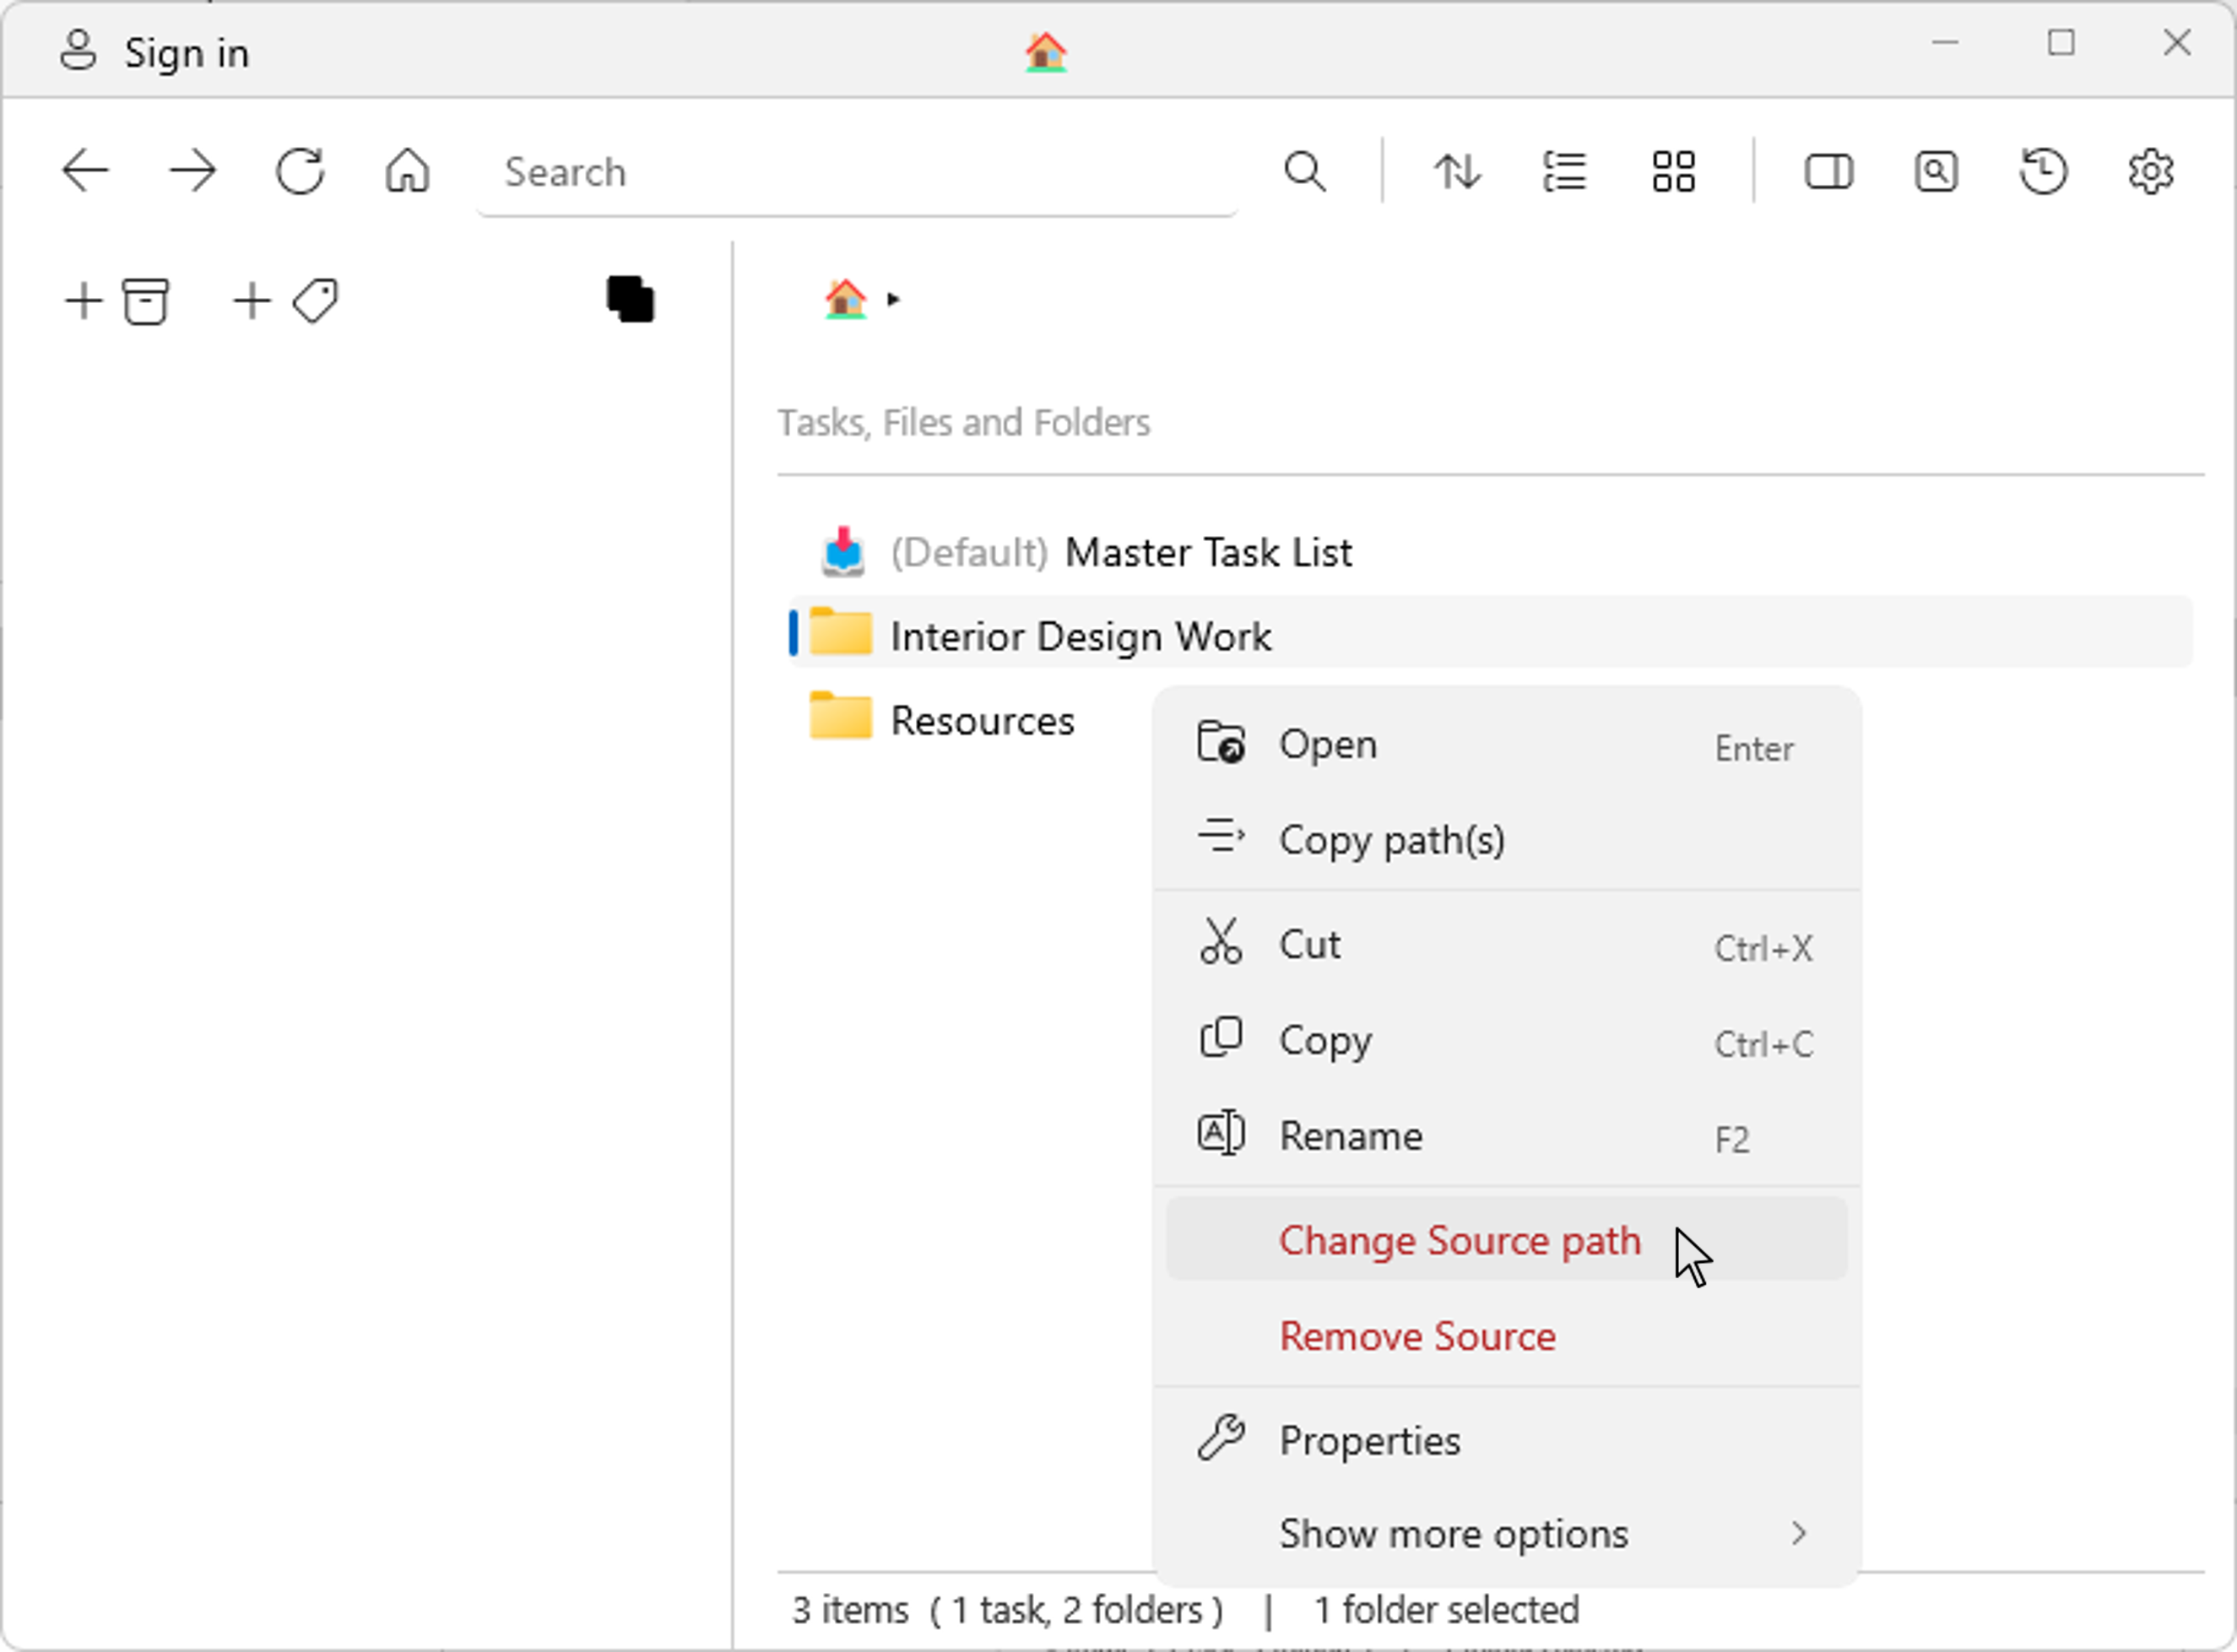 Sign in
Search
Tasks, Files and Folders
(Default) Master Task List
Interior Design Work
Resources
Open Enter
Copy path(s)
Cut Ctrl+X
Copy Ctrl+C
Rename F2
Change Source path
Remove Source
Properties
Show more options
3 items ( 1 task, 2 folders ) | 1 folder selected